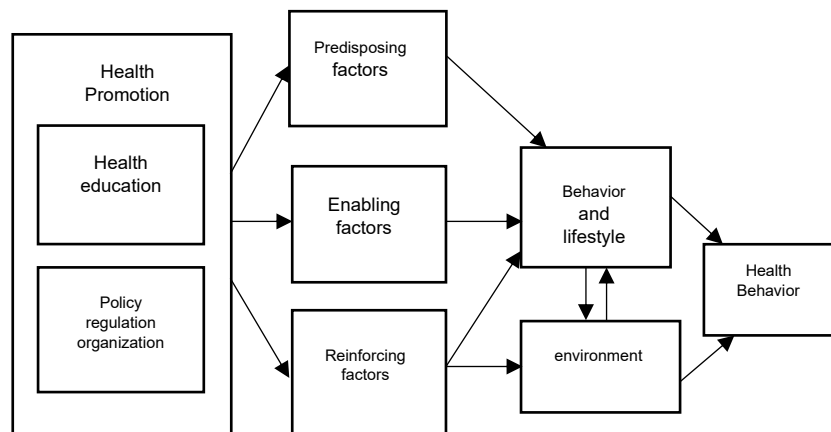 Health
Promotion
Health
education
Policy
regulation
organization
Predisposing
factors
Enabling
factors
Reinforcing
factors
Behavior
and
lifestyle
environment
Health
Behavior